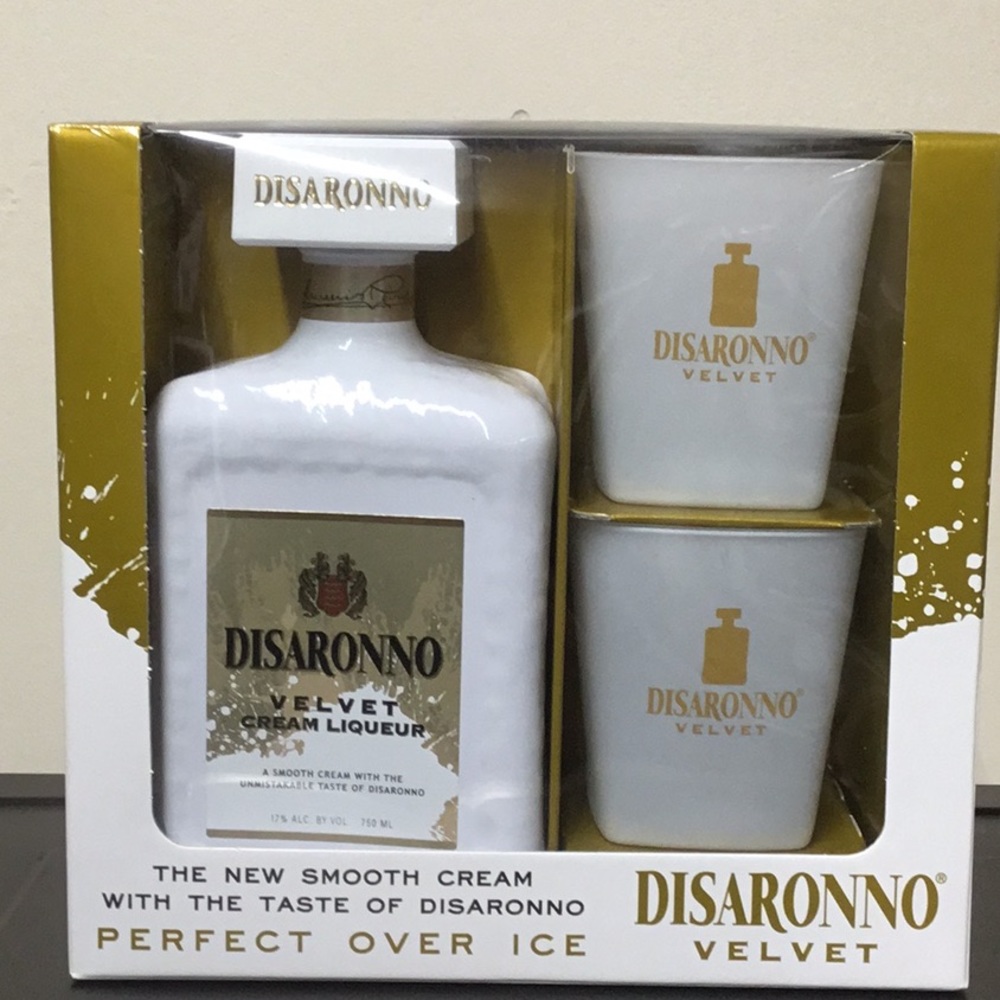 DISARONNO
DISARONNO®
VELVET
DISARONNO
VELVET
CREAM LIQUEUR
A SMOOTH CREAM WITH THE
UNMISTAKABLE TASTE OF DISARONNO
17% ALC. BY VOL 750 ML
DISARONNO®
VELVET
THE NEW SMOOTH CREAM
WITH THE TASTE OF DISARONNO
PERFECT OVER ICE
DISARONNO®
VELVET